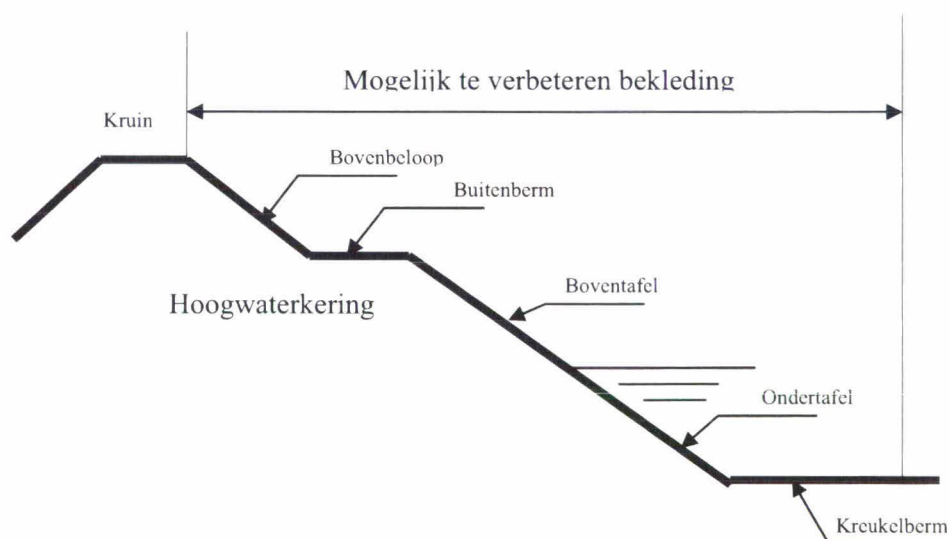 Mogelijk te verbeteren bekleding
Kruin
Bovenbeloop
Buitenberm
Boventafel
Hoogwaterkering
Ondertafel
Kreukelberm